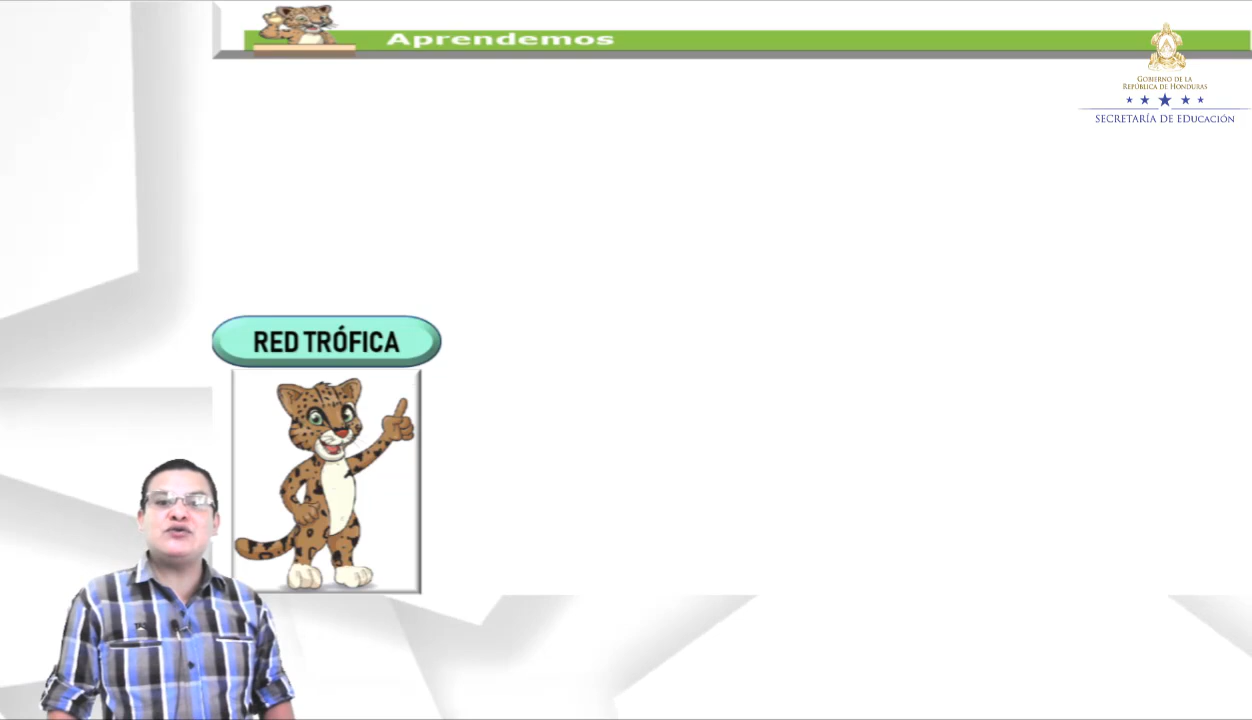 Aprendemos
GOBIERNO DE LA
REPÚBLICA DE HONDURAS
SECRETARÍA DE EDUCACIÓN
RED TRÓFICA